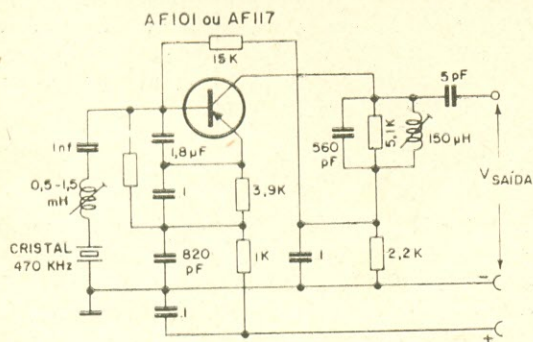 AF101 ou AF117
15K
5pF
1nf
1,8µF
560
pF
5,1K
150µH
0,5-1,5
mH
1
3,9K
VSAÍDA
CRISTAL
470 KHz
820
pF
1K
1
2,2K
-
.1
+